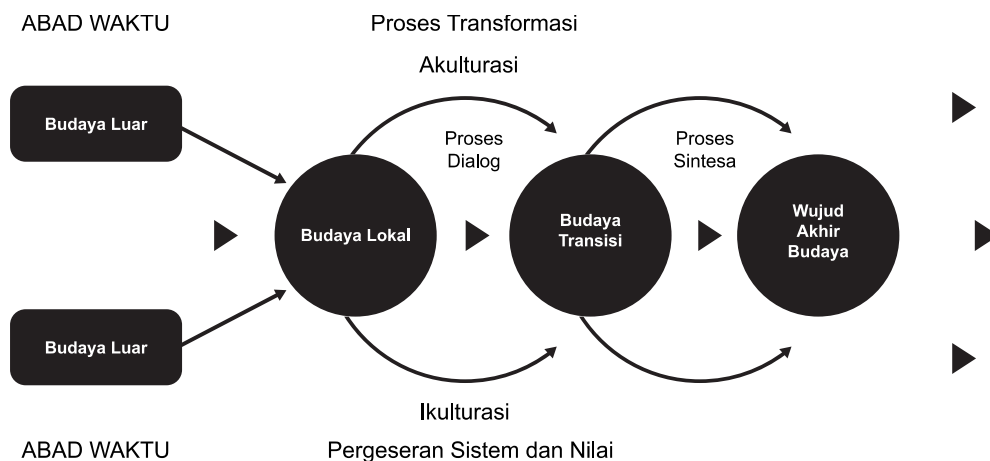 ABAD WAKTU
Proses Transformasi
Akulturasi
Budaya Luar
Proses
Dialog
Proses
Sintesa
Budaya Lokal
Budaya
Transisi
Wujud
Akhir
Budaya
Budaya Luar
Ikulturasi
ABAD WAKTU
Pergeseran Sistem dan Nilai